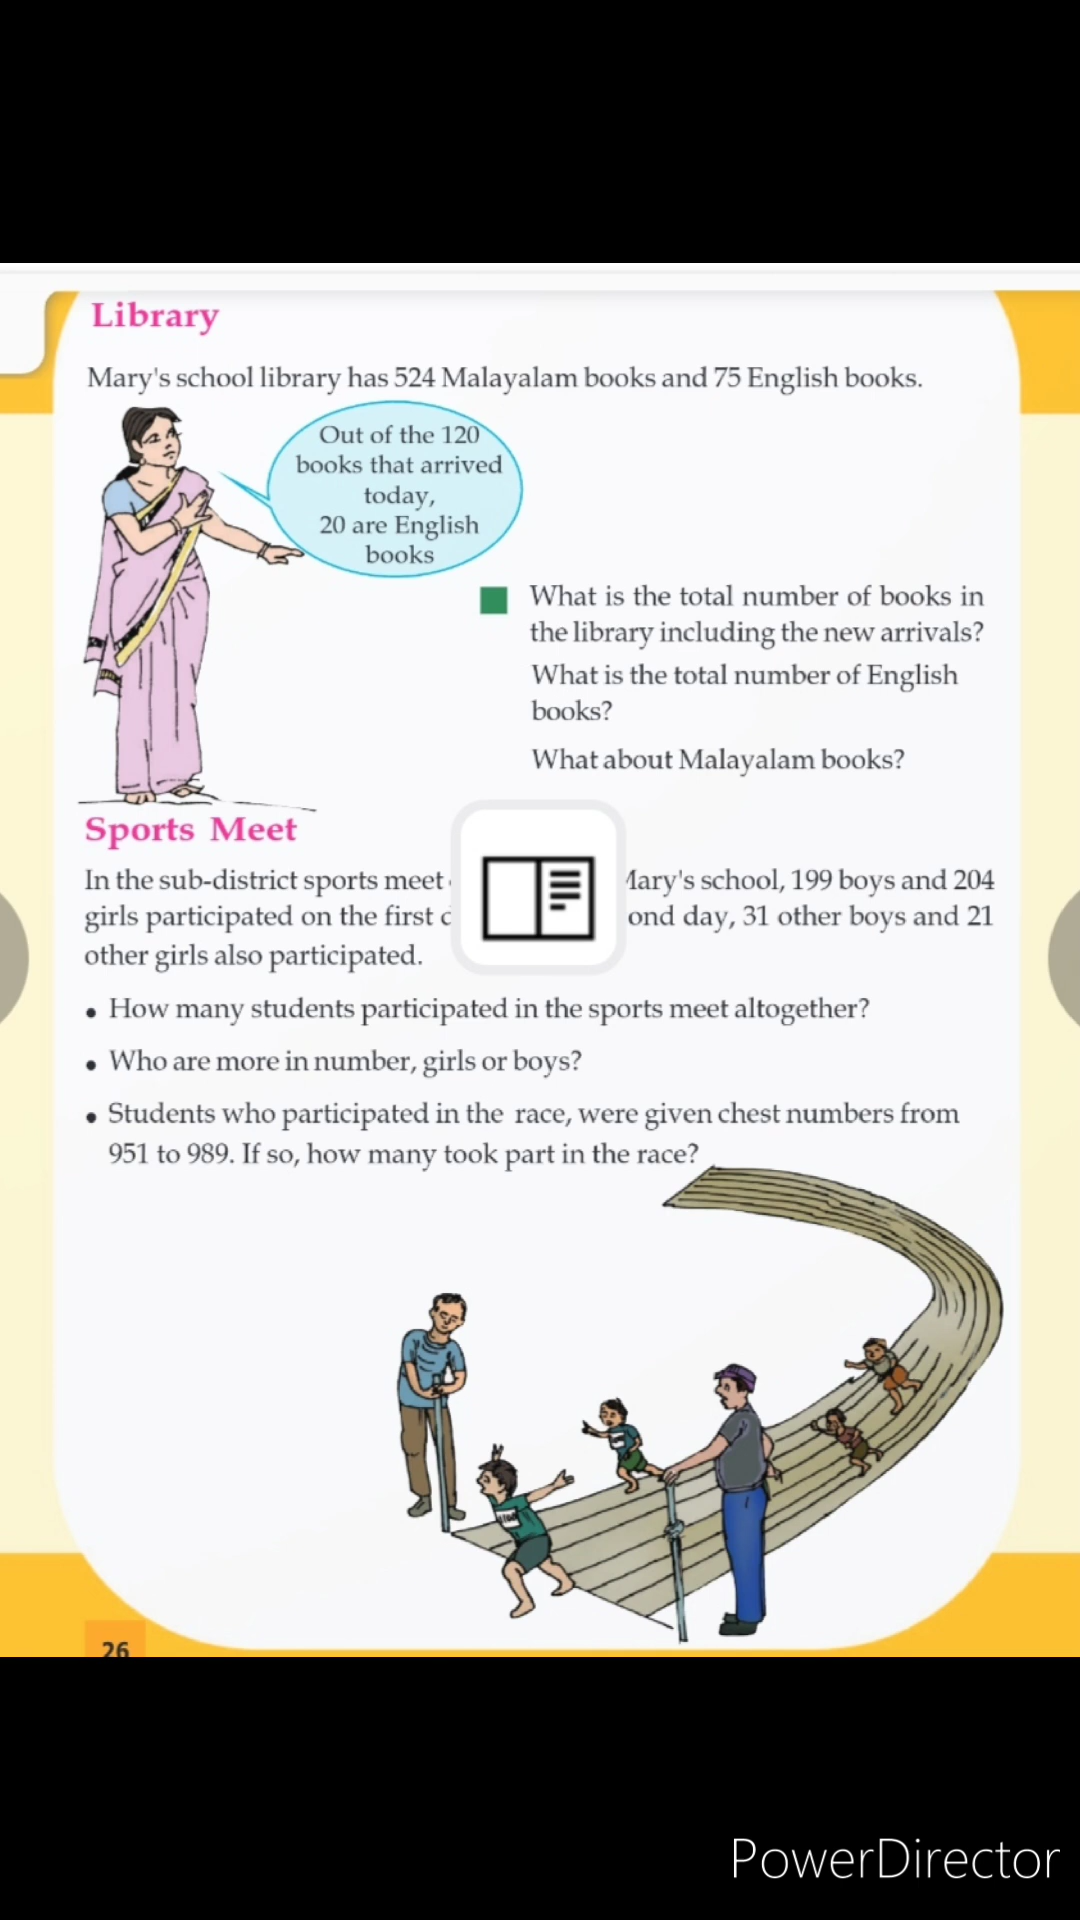 Library
Mary's school library has 524 Malayalam books and 75 English books.
Out of the 120
books that arrived
today,
20 are English
books
What is the total number of books in
the library including the new arrivals?
What is the total number of English
books?
What about Malayalam books?
Sports Meet
In the sub-district sports meet Mary's school, 199 boys and 204
girls participated on the first ond day, 31 other boys and 21
other girls also participated.
• How many students participated in the sports meet altogether?
• Who are more in number, girls or boys?
• Students who participated in the race, were given chest numbers from
951 to 989. If so, how many took part in the race?
26
PowerDirector